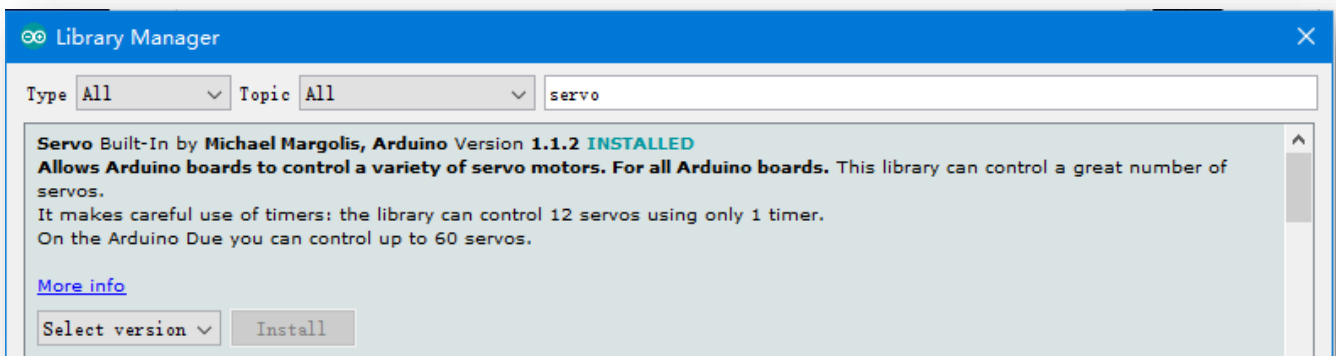 Library Manager
Type All Topic All servo
Servo Built-In by Michael Margolis, Arduino Version 1.1.2 INSTALLED
Allows Arduino boards to control a variety of servo motors. For all Arduino boards. This library can control a great number of
servos.
It makes careful use of timers: the library can control 12 servos using only 1 timer.
On the Arduino Due you can control up to 60 servos.
More info
Select version Install